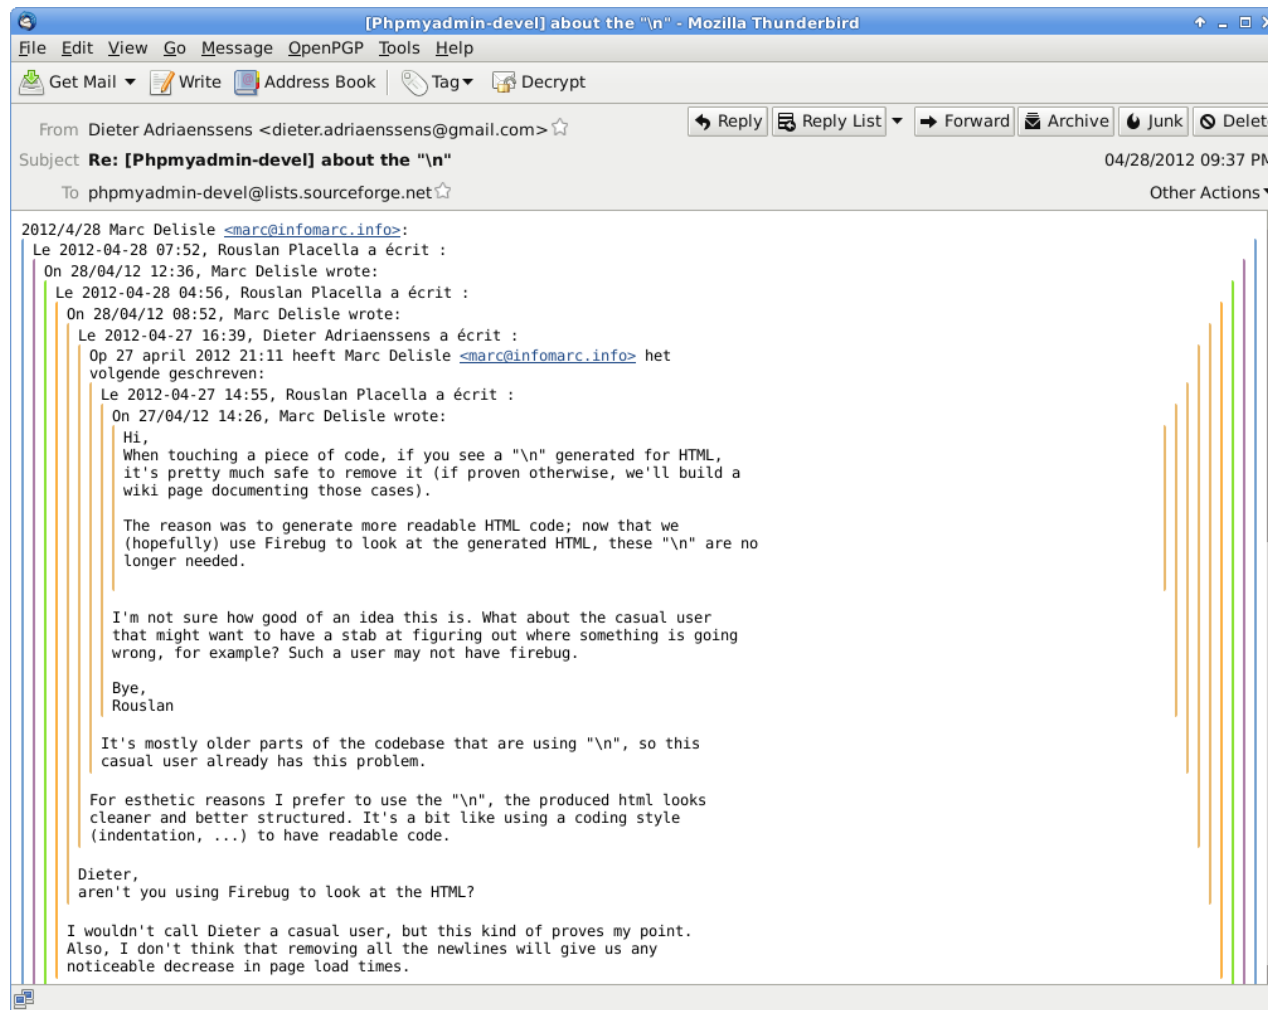 [Phpmyadmin-devel] about the "\n" - Mozilla Thunderbird
File Edit View Go Message OpenPGP Tools Help
Get Mail Write Address Book Tag Decrypt
From Dieter Adriaenssens <dieter.adriaenssens@gmail.com> Reply Reply List Forward Archive Junk Delet
Subject Re: [Phpmyadmin-devel] about the "\n" 04/28/2012 09:37 PM
To phpmyadmin-devel@lists.sourceforge.net Other Actions
2012/4/28 Marc Delisle <marc@infomarc.info>:
Le 2012-04-28 07:52, Rouslan Placella a écrit :
On 28/04/12 12:36, Marc Delisle wrote:
Le 2012-04-28 04:56, Rouslan Placella a écrit :
On 28/04/12 08:52, Marc Delisle wrote:
Le 2012-04-27 16:39, Dieter Adriaenssens a écrit :
Op 27 april 2012 21:11 heeft Marc Delisle <marc@infomarc.info> het
volgende geschreven:
Le 2012-04-27 14:55, Rouslan Placella a écrit :
On 27/04/12 14:26, Marc Delisle wrote:
Hi,
When touching a piece of code, if you see a "\n" generated for HTML,
it's pretty much safe to remove it (if proven otherwise, we'll build a
wiki page documenting those cases).
The reason was to generate more readable HTML code; now that we
(hopefully) use Firebug to look at the generated HTML, these "\n" are no
longer needed.
I'm not sure how good of an idea this is. What about the casual user
that might want to have a stab at figuring out where something is going
wrong, for example? Such a user may not have firebug.
Bye,
Rouslan
It's mostly older parts of the codebase that are using "\n", so this
casual user already has this problem.
For esthetic reasons I prefer to use the "\n", the produced html looks
cleaner and better structured. It's a bit like using a coding style
(indentation, ...) to have readable code.
Dieter,
aren't you using Firebug to look at the HTML?
I wouldn't call Dieter a casual user, but this kind of proves my point.
Also, I don't think that removing all the newlines will give us any
noticeable decrease in page load times.